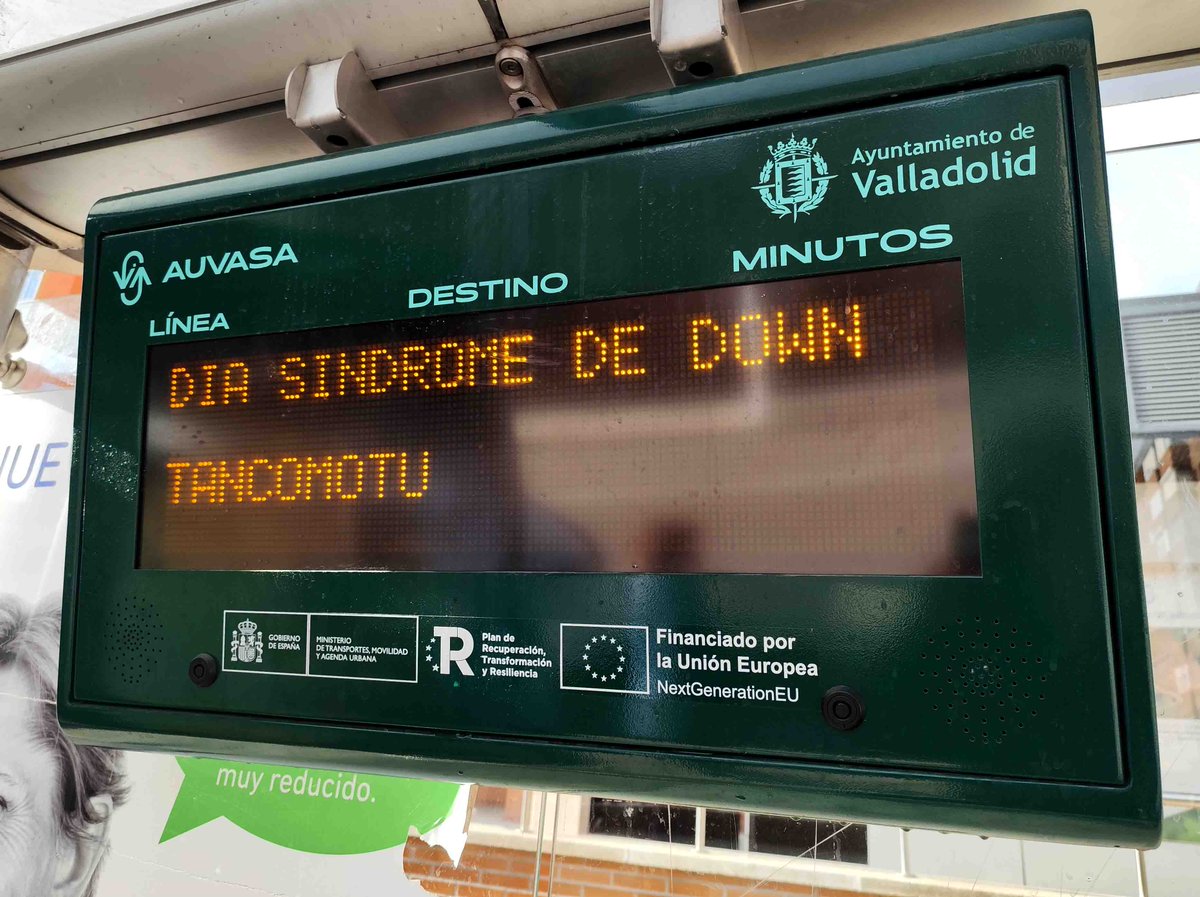 Ayuntamiento de
Valladolid
AUVASA
LÍNEA
DESTINO
MINUTOS
DIA SINDROME DE DOWN
TANCOMOTU
GOBIERNO
DE ESPAÑA
MINISTERIO
DE TRANSPORTES, MOVILIDAD
Y AGENDA URBANA
Plan de
Recuperación,
Transformación
y Resiliencia
Financiado por
la Unión Europea
NextGenerationEU
muy reducido.